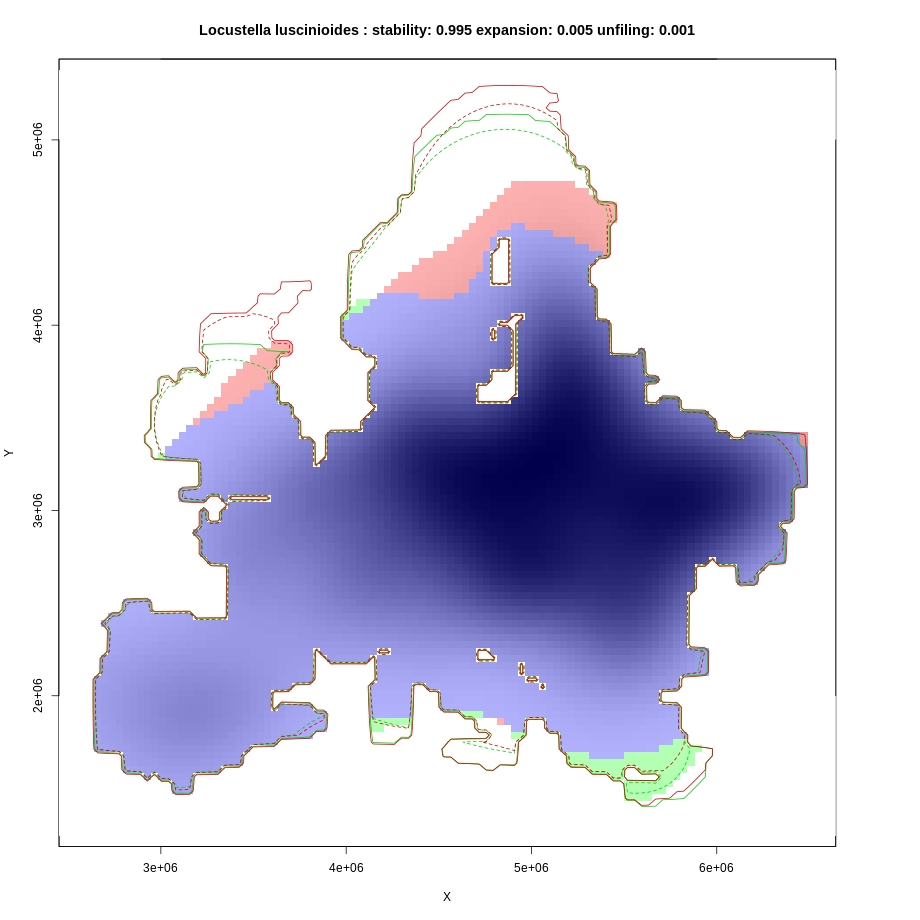 Locustella luscinioides : stability: 0.995 expansion: 0.005 unfiling: 0.001
5e+06
4e+06
3e+06
2e+06
Y
3e+06 4e+06 5e+06 6e+06
X